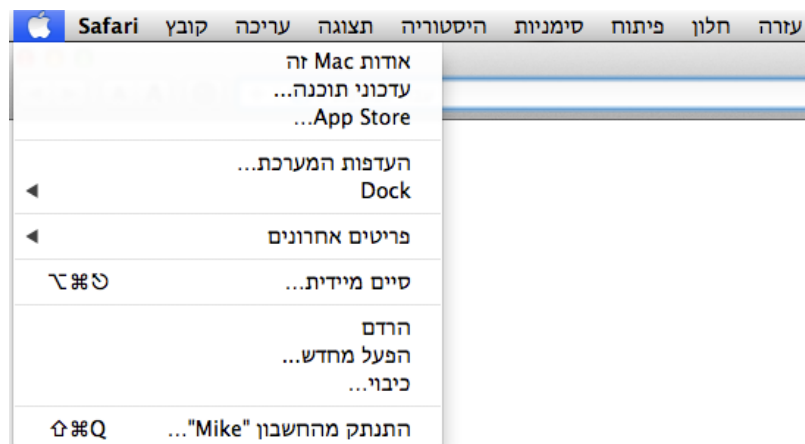 Safari קובץ עריכה תצוגה היסטוריה סימניות פיתוח חלון עזרה
אודות Mac זה
עדכוני תוכנה...
App Store...
העדפות המערכת...
Dock
פריטים אחרונים
סיים מיידית... ⌥⌘⎋
הרדם
הפעל מחדש...
כיבוי...
התנתק מהחשבון "Mike"... ⇧⌘Q